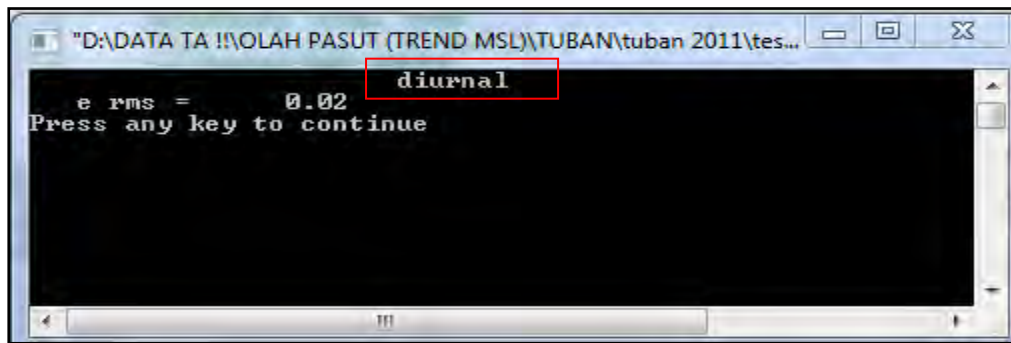 "D:\DATA TA !!\OLAH PASUT (TREND MSL)\TUBAN\tuban 2011\tes...
diurnal
e rms = 0.02
Press any key to continue